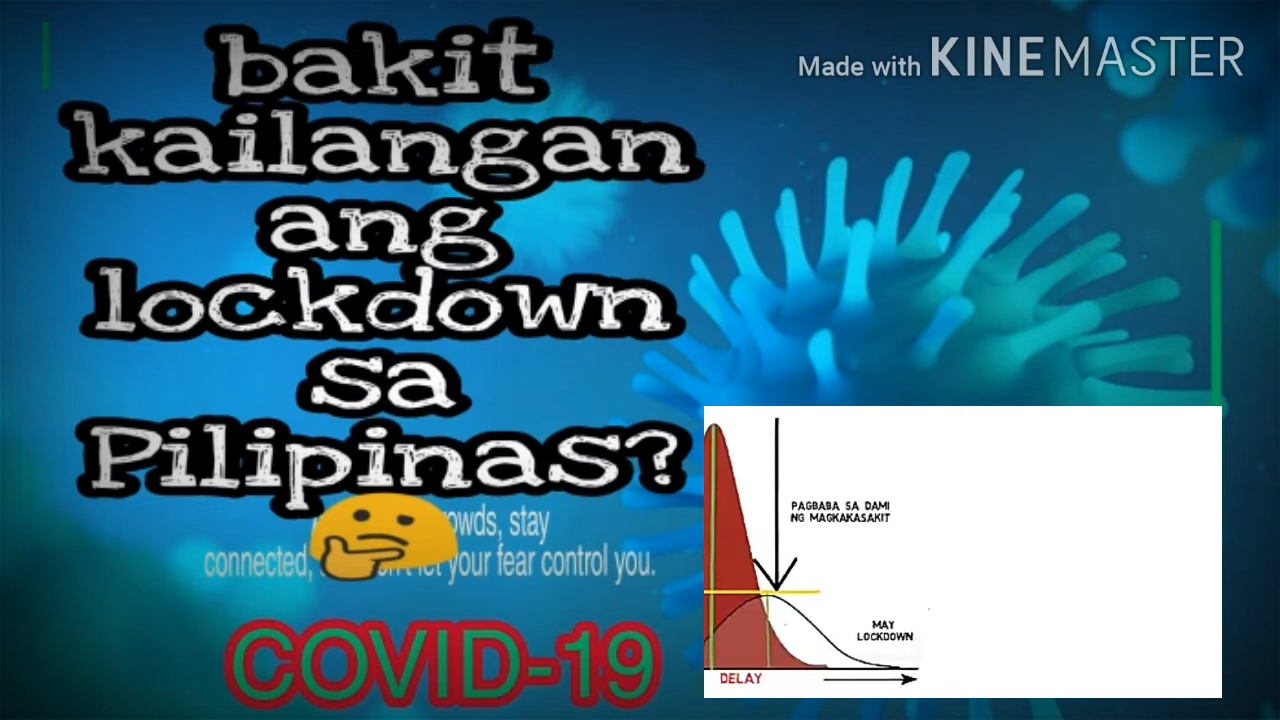 bakit
kailangan
ang
lockdown
sa
Pilipinas?
Made with KINEMASTER
stay
connected, your fear control you.
COVID-19
PAGBABA SA DAMI
NG MAGKAKASAKIT
MAY
LOCKDOWN
DELAY